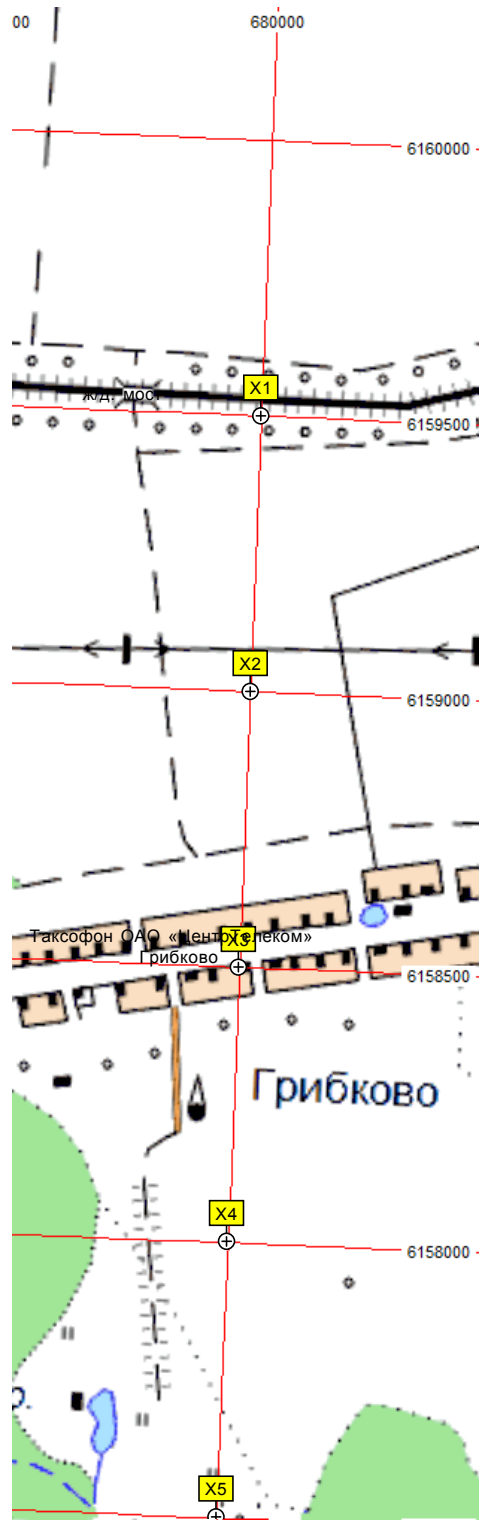 00
680000
6160000
X1
ж/д. мост
6159500
X2
6159000
X3
Таксофон ОАО «ЦентрТелеком»
Грибково
6158500
Грибково
X4
6158000
р.
X5